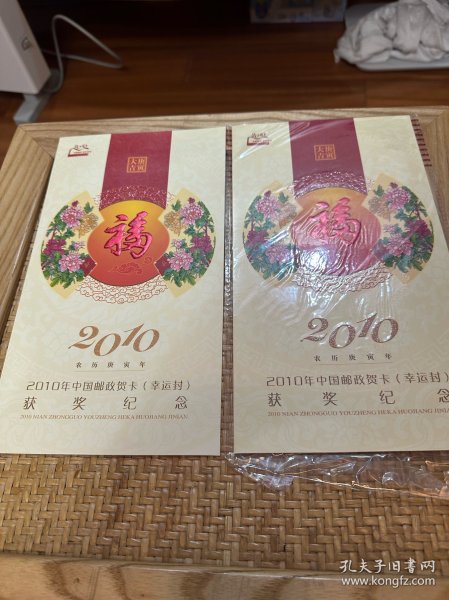 庚寅
大吉
福
2010
农历庚寅年
2010年中国邮政贺卡（幸运封）
获奖纪念
2010 NIAN ZHONGGUO YOUZHENG HEKA HUOJIANG JINIAN
庚寅
大吉
福
2010
农历庚寅年
2010年中国邮政贺卡（幸运封）
获奖纪念
2010 NIAN ZHONGGUO YOUZHENG HEKA HUOJIANG JINIAN
孔夫子旧书网
www.kongfz.com